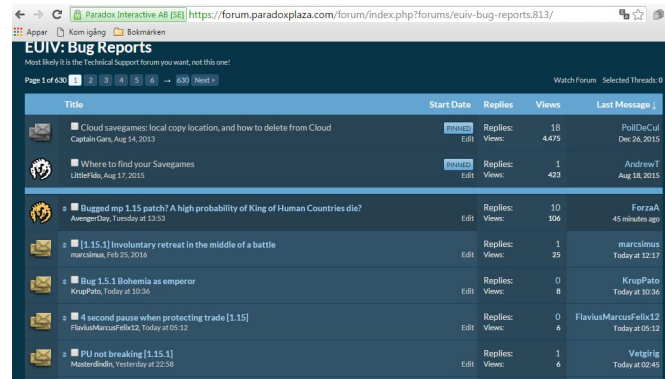 Paradox Interactive AB [SE] https://forum.paradoxplaza.com/forum/index.php?forums/euiv-bug-reports.813/
Appar Kom igång Bokmärken
EUIV: Bug Reports
Most likely it is the Technical Support forum you want, not this one!
Page 1 of 630 1 2 3 4 5 6 → 630 Next > Watch Forum Selected Threads: 0
Title Start Date Replies Views Last Message ↓
Cloud savegames: local copy location, and how to delete from Cloud PINNED Replies: 18 PoilDeCul
Captain Gars, Aug 14, 2013 Edit Views: 4.475 Dec 26, 2015
Where to find your Savegames PINNED Replies: 1 AndrewT
LittleFido, Aug 17, 2015 Edit Views: 423 Aug 18, 2015
Bugged mp 1.15 patch? A high probability of King of Human Countries die? Replies: 10 ForzaA
AvengerDay, Tuesday at 13:53 Edit Views: 106 45 minutes ago
[1.15.1] Involuntary retreat in the middle of a battle Replies: 1 marcsimus
marcsimus, Feb 25, 2016 Edit Views: 25 Today at 12:17
Bug 1.5.1 Bohemia as emperor Replies: 0 KrupPato
KrupPato, Today at 10:36 Edit Views: 8 Today at 10:36
4 second pause when protecting trade [1.15] Replies: 0 FlaviusMarcusFelix12
FlaviusMarcusFelix12, Today at 05:12 Edit Views: 6 Today at 05:12
PU not breaking [1.15.1] Replies: 1 Vetgirig
Masterdindin, Yesterday at 22:58 Edit Views: 6 Today at 02:45